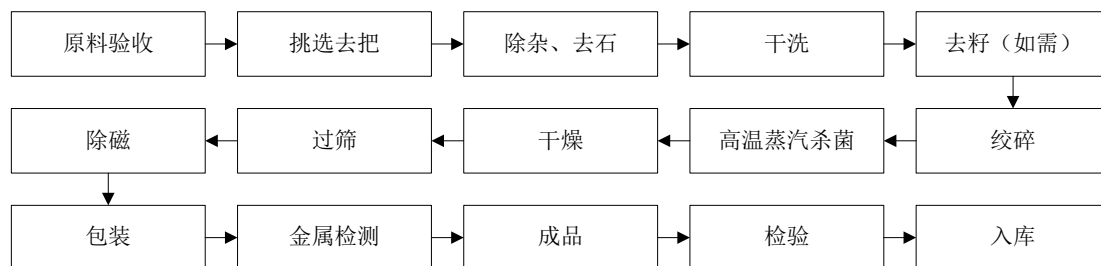 原料验收
挑选去把
除杂、去石
干洗
去籽（如需）
绞碎
高温蒸汽杀菌
干燥
过筛
除磁
包装
金属检测
成品
检验
入库